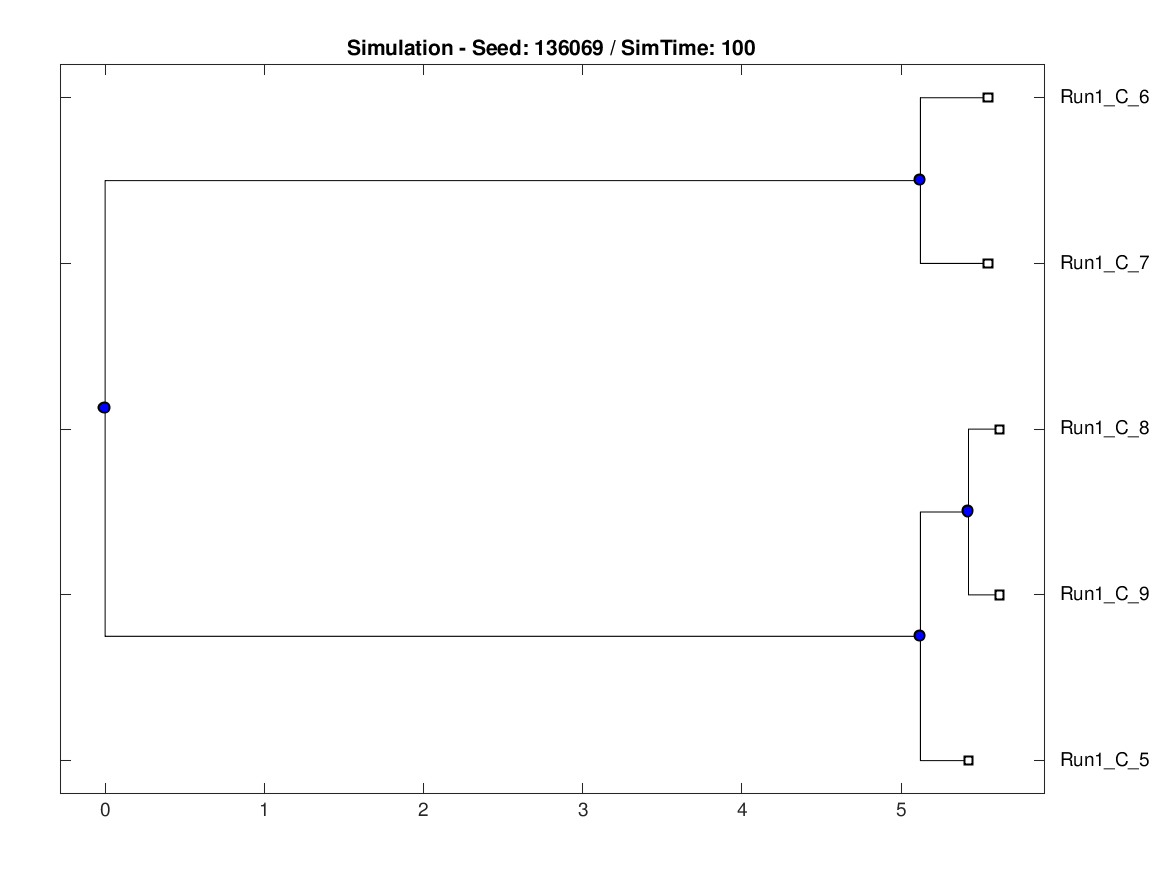 Simulation - Seed: 136069 / SimTime: 100
Run1_C_6
Run1_C_7
Run1_C_8
Run1_C_9
Run1_C_5
0 1 2 3 4 5